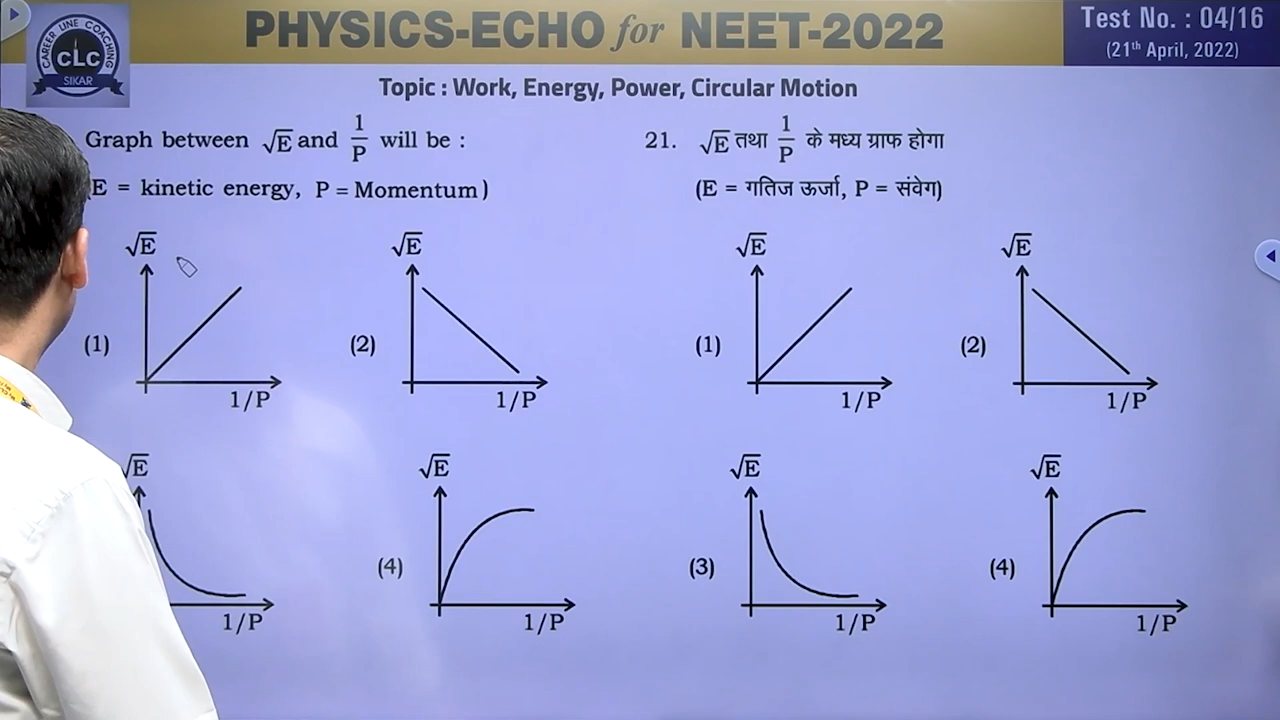 PHYSICS-ECHO for NEET-2022
Test No. : 04/16
(21th April, 2022)
CAREER LINE COACHING
CLC
SIKAR
Topic : Work, Energy, Power, Circular Motion
Graph between √E and 1/P will be :
E = kinetic energy, P = Momentum)
(1) √E 1/P
(2) √E 1/P
√E 1/P
(4) √E 1/P
21. √E तथा 1/P के मध्य ग्राफ होगा
(E = गतिज ऊर्जा, P = संवेग)
(1) √E 1/P
(2) √E 1/P
(3) √E 1/P
(4) √E 1/P